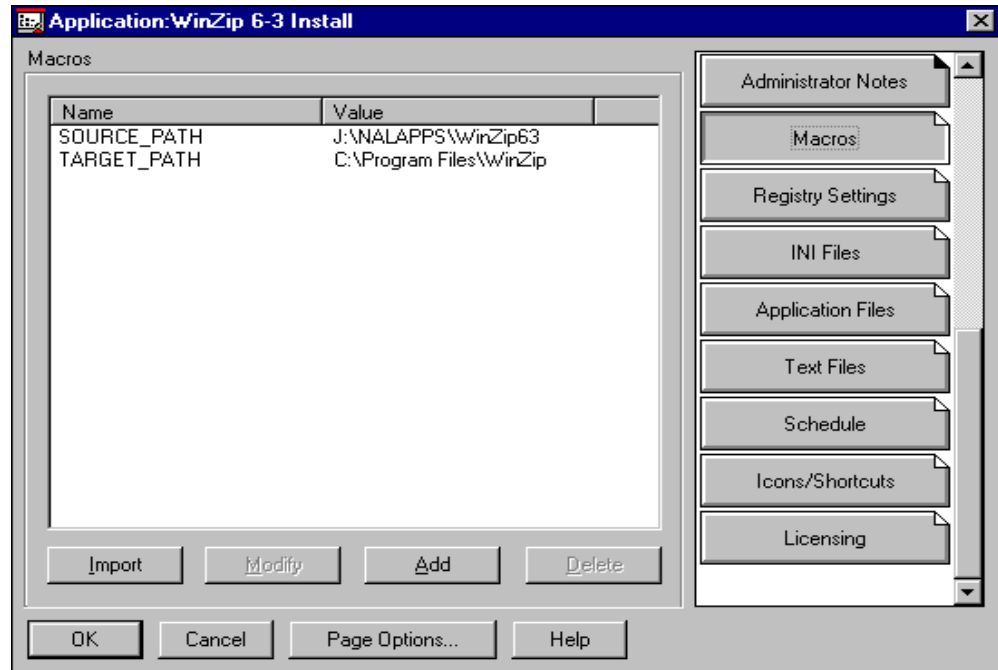 Application:WinZip 6-3 Install
Macros
Name Value
SOURCE_PATH J:\NALAPPS\WinZip63
TARGET_PATH C:\Program Files\WinZip
Import Modify Add Delete
OK Cancel Page Options... Help
Administrator Notes
Macros
Registry Settings
INI Files
Application Files
Text Files
Schedule
Icons/Shortcuts
Licensing